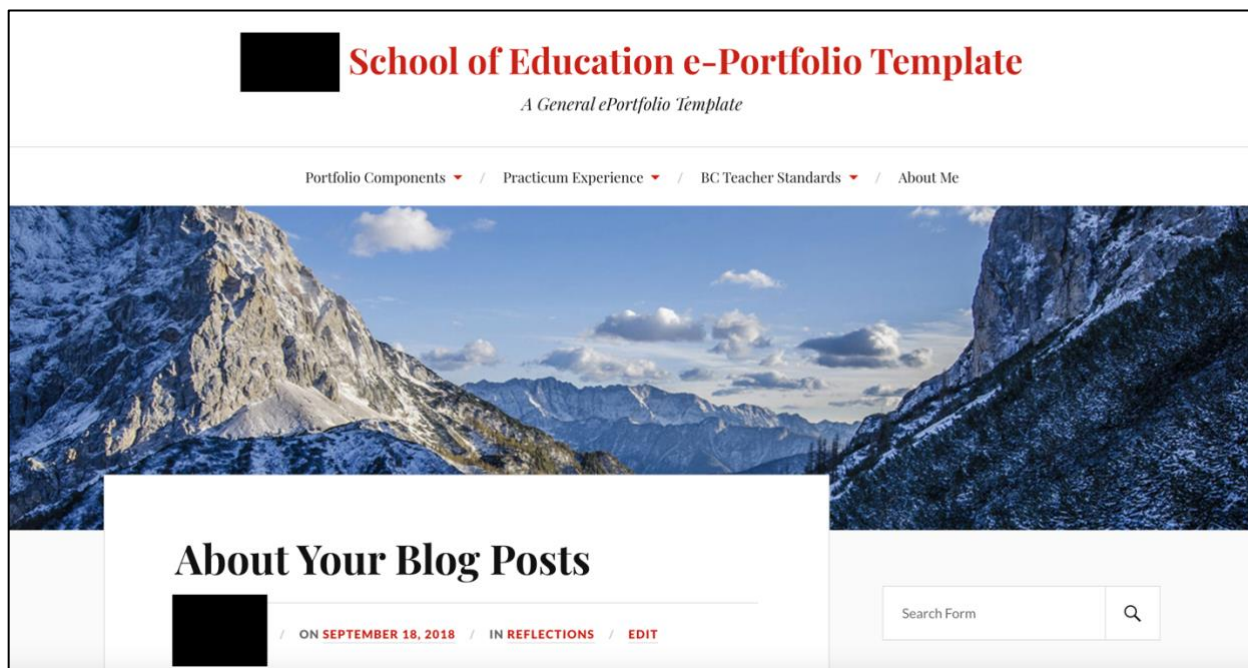 School of Education e-Portfolio Template
A General ePortfolio Template
Portfolio Components / Practicum Experience / BC Teacher Standards / About Me
About Your Blog Posts
/ ON SEPTEMBER 18, 2018 / IN REFLECTIONS / EDIT
Search Form